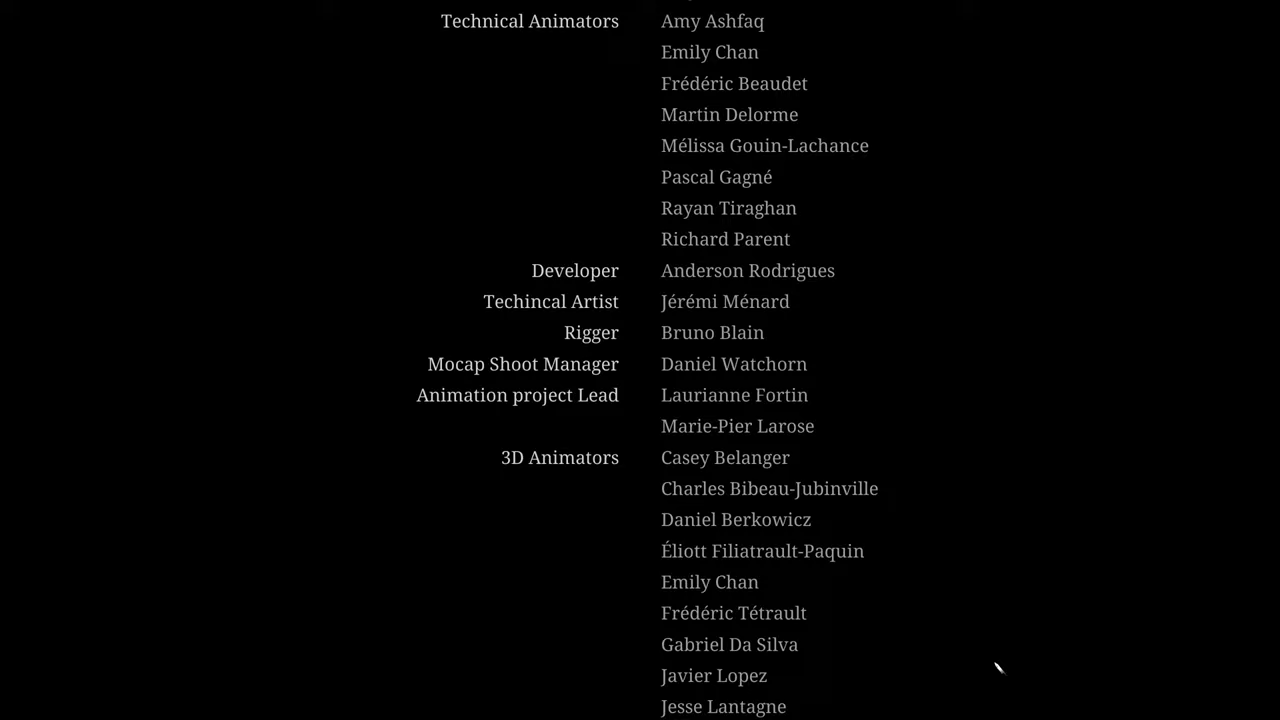 Technical Animators Amy Ashfaq
Emily Chan
Frédéric Beaudet
Martin Delorme
Mélissa Gouin-Lachance
Pascal Gagné
Rayan Tiraghan
Richard Parent
Developer Anderson Rodrigues
Techincal Artist Jérémi Ménard
Rigger Bruno Blain
Mocap Shoot Manager Daniel Watchorn
Animation project Lead Laurianne Fortin
Marie-Pier Larose
3D Animators Casey Belanger
Charles Bibeau-Jubinville
Daniel Berkowicz
Éliott Filiatrault-Paquin
Emily Chan
Frédéric Tétrault
Gabriel Da Silva
Javier Lopez
Jesse Lantagne